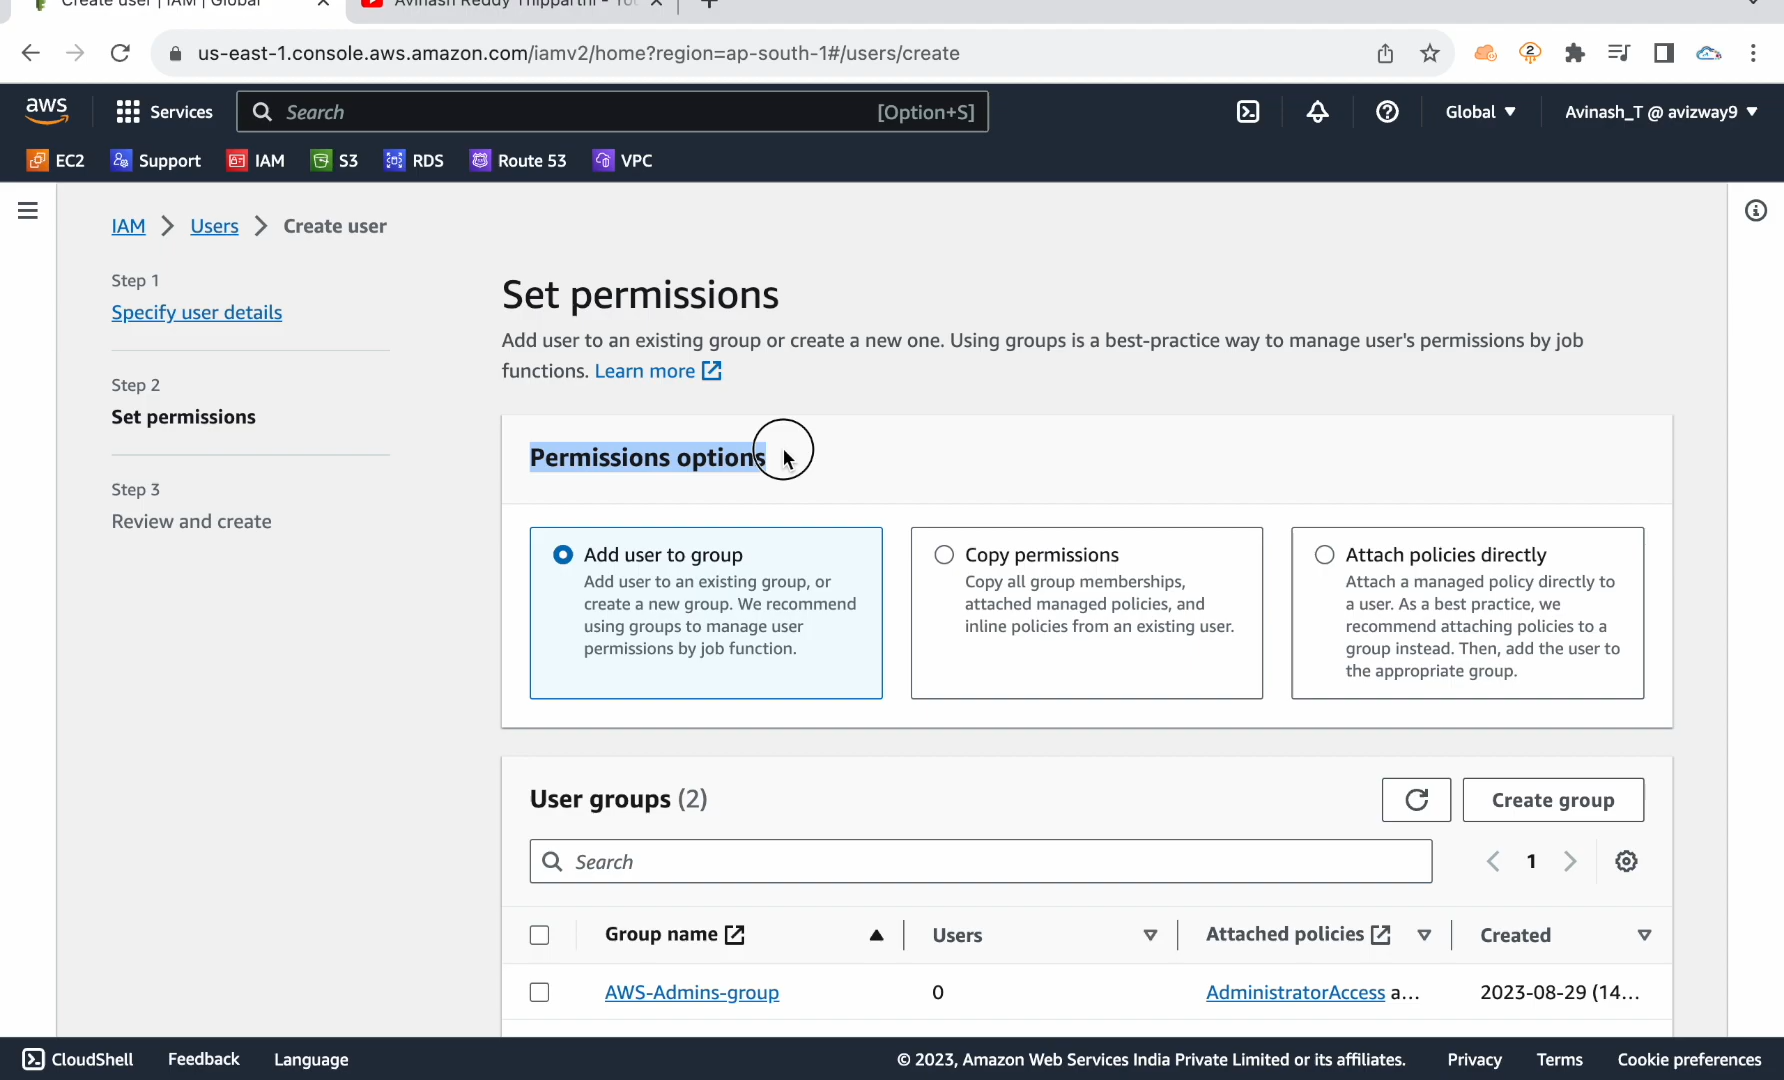 Create user | IAM | Global
Avinash Reddy Thipparthi - You
us-east-1.console.aws.amazon.com/iamv2/home?region=ap-south-1#/users/create
2
aws
Services
Search
[Option+S]
Global
Avinash_T @ avizway9
EC2
Support
IAM
S3
RDS
Route 53
VPC
IAM
Users
Create user
Step 1
Specify user details
Step 2
Set permissions
Step 3
Review and create
Set permissions
Add user to an existing group or create a new one. Using groups is a best-practice way to manage user's permissions by job
functions. Learn more
Permissions options
Add user to group
Add user to an existing group, or
create a new group. We recommend
using groups to manage user
permissions by job function.
Copy permissions
Copy all group memberships,
attached managed policies, and
inline policies from an existing user.
Attach policies directly
Attach a managed policy directly to
a user. As a best practice, we
recommend attaching policies to a
group instead. Then, add the user to
the appropriate group.
User groups (2)
Create group
Search
1
Group name
Users
Attached policies
Created
AWS-Admins-group
0
AdministratorAccess a...
2023-08-29 (14...
CloudShell
Feedback
Language
© 2023, Amazon Web Services India Private Limited or its affiliates.
Privacy
Terms
Cookie preferences